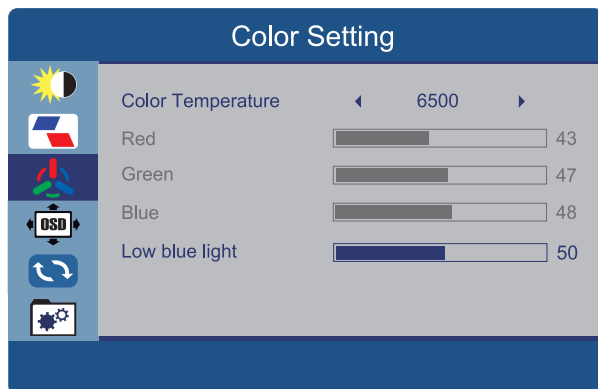 Color Setting
Color Temperature 6500
Red 43
Green 47
Blue 48
OSD
Low blue light 50